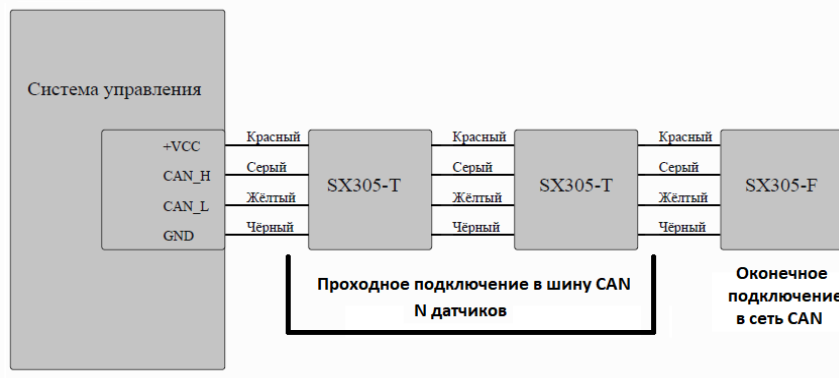 Система управления
+VCC
CAN_H
CAN_L
GND
Красный
Серый
Жёлтый
Чёрный
SX305-T
Красный
Серый
Жёлтый
Чёрный
SX305-T
Красный
Серый
Жёлтый
Чёрный
SX305-F
Проходное подключение в шину CAN
N датчиков
Оконечное
подключение
в сеть CAN